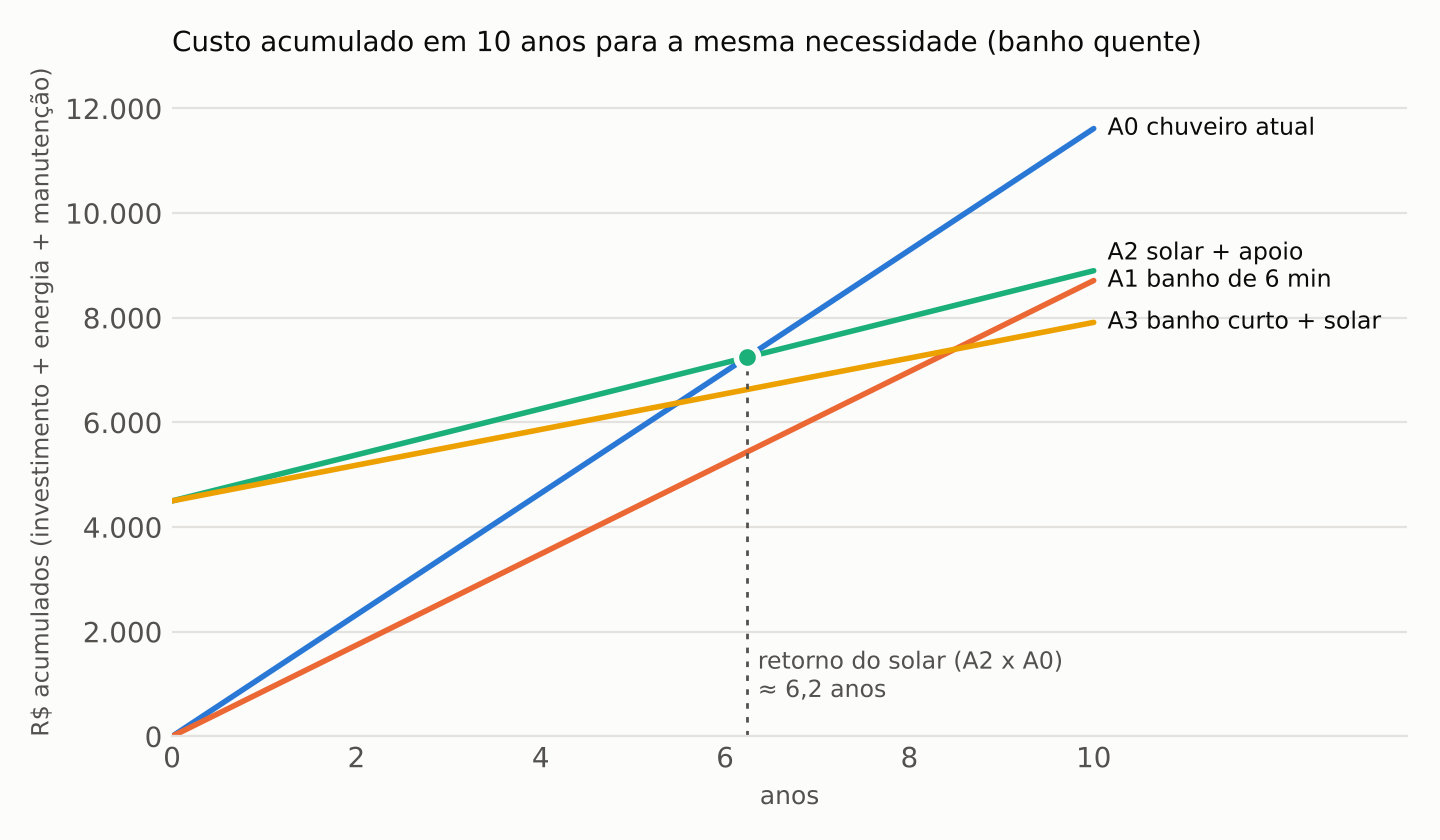 Custo acumulado em 10 anos para a mesma necessidade (banho quente)
R$ acumulados (investimento + energia + manutenção)
12.000
10.000
8.000
6.000
4.000
2.000
0
A0 chuveiro atual
A2 solar + apoio
A1 banho de 6 min
A3 banho curto + solar
retorno do solar (A2 x A0)
≈ 6,2 anos
0 2 4 6 8 10
anos